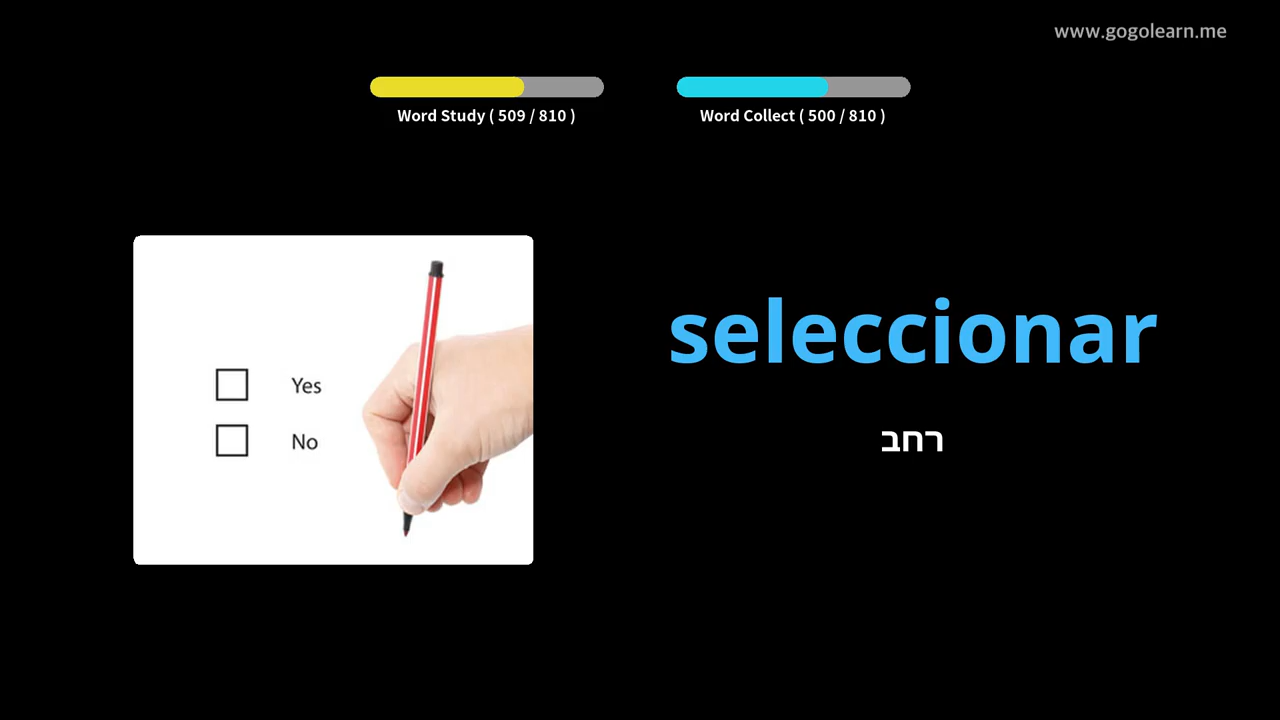 www.gogolearn.me
Word Study ( 509 / 810 )
Word Collect ( 500 / 810 )
Yes
No
seleccionar
רחב